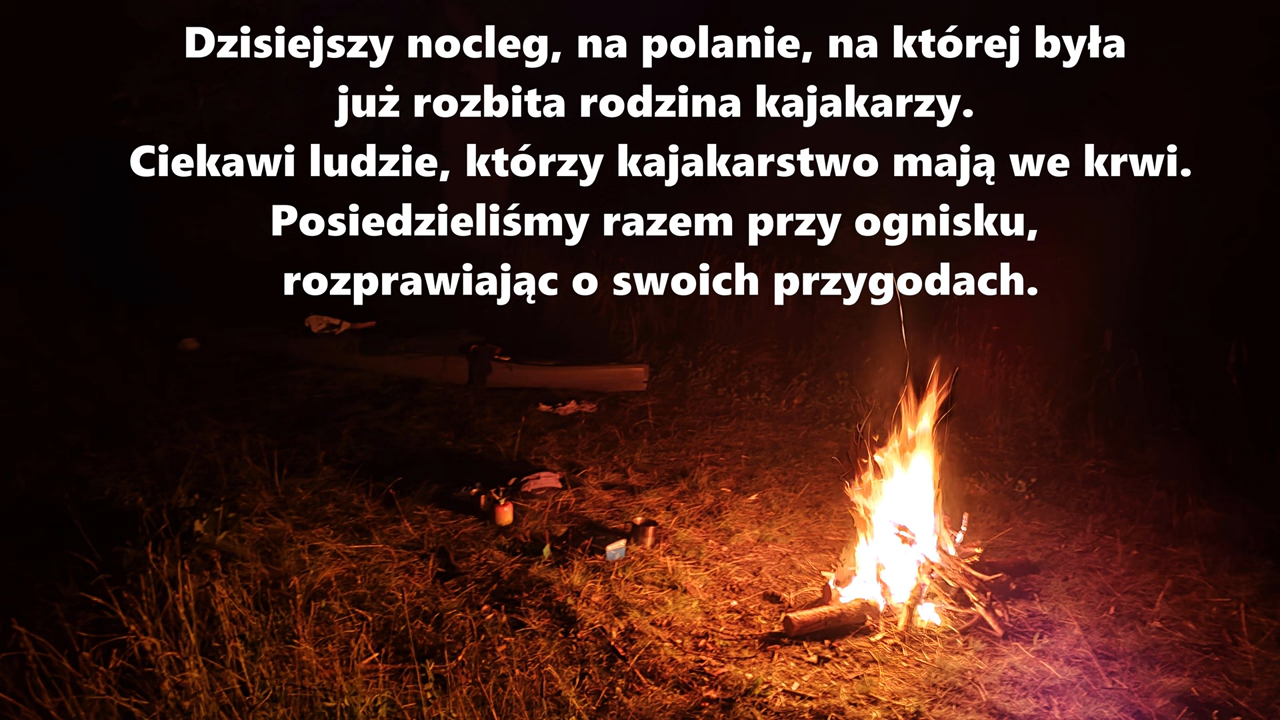 Dzisiejszy nocleg, na polanie, na której była
już rozbita rodzina kajakarzy.
Ciekawi ludzie, którzy kajakarstwo mają we krwi.
Posiedzieliśmy razem przy ognisku,
rozprawiając o swoich przygodach.